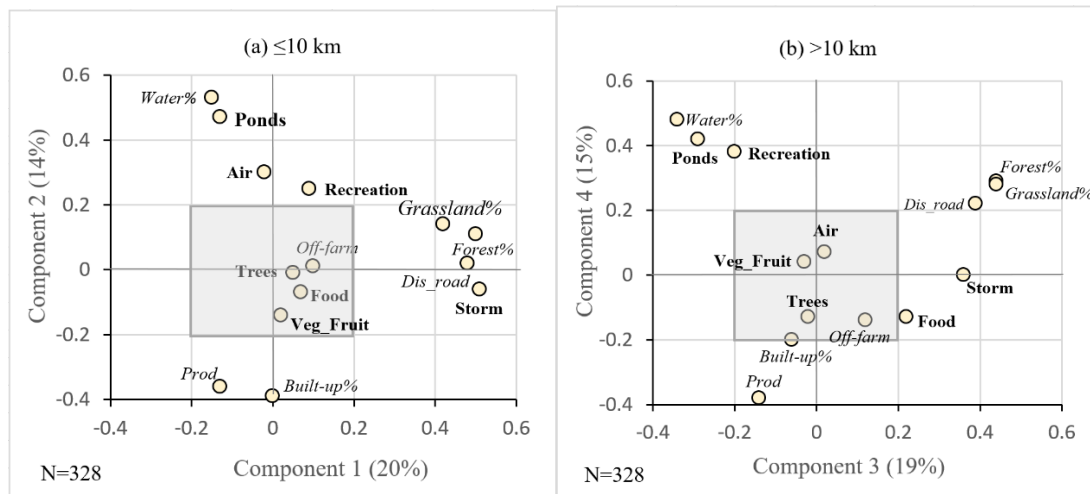 (a) ≤10 km
Component 2 (14%)
0.6
0.4
0.2
0
-0.2
-0.4
Water%
Ponds
Air
Recreation
Grassland%
Forest%
Off-farm
Trees
Dis_road
Food
Storm
Veg_Fruit
Prod
Built-up%
-0.4
-0.2
0
0.2
0.4
0.6
N=328
Component 1 (20%)
(b) >10 km
Component 4 (15%)
0.6
0.4
0.2
0
-0.2
-0.4
Water%
Ponds
Recreation
Forest%
Grassland%
Dis_road
Air
Veg_Fruit
Storm
Trees
Food
Off-farm
Built-up%
Prod
-0.4
-0.2
0
0.2
0.4
0.6
N=328
Component 3 (19%)